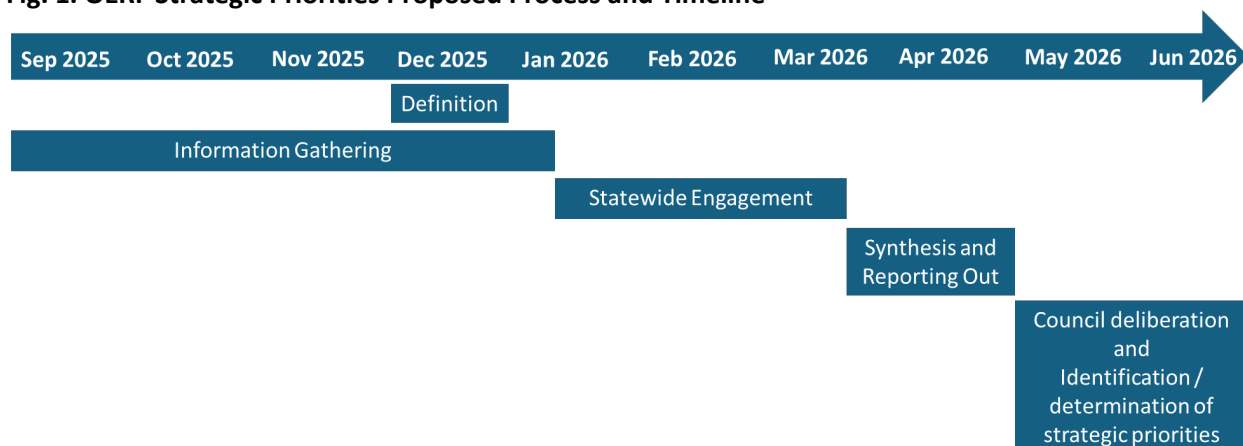 Sep 2025 Oct 2025 Nov 2025 Dec 2025 Jan 2026 Feb 2026 Mar 2026 Apr 2026 May 2026 Jun 2026
Definition
Information Gathering
Statewide Engagement
Synthesis and
Reporting Out
Council deliberation
and
Identification /
determination of
strategic priorities